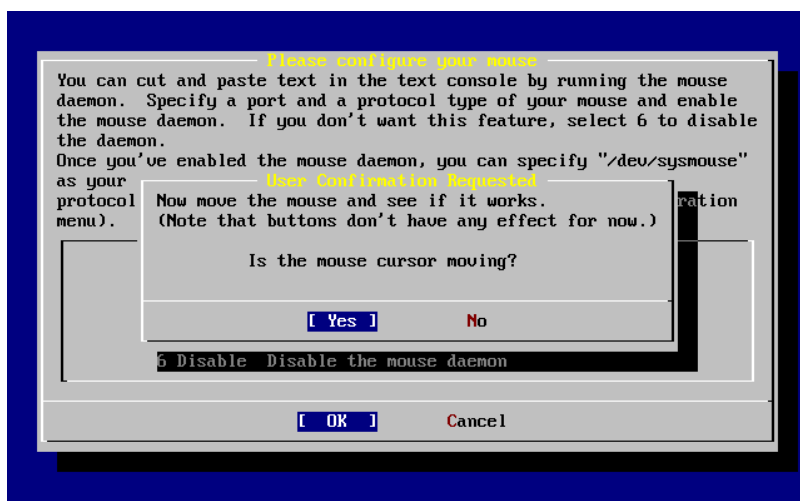 Please configure your mouse
You can cut and paste text in the text console by running the mouse
daemon.  Specify a port and a protocol type of your mouse and enable
the mouse daemon.  If you don't want this feature, select 6 to disable
the daemon.
Once you've enabled the mouse daemon, you can specify "/dev/sysmouse"
as your
protocol ration
menu).
User Confirmation Requested
Now move the mouse and see if it works.
(Note that buttons don't have any effect for now.)
Is the mouse cursor moving?
[ Yes ] No
6 Disable  Disable the mouse daemon
[ OK ] Cancel